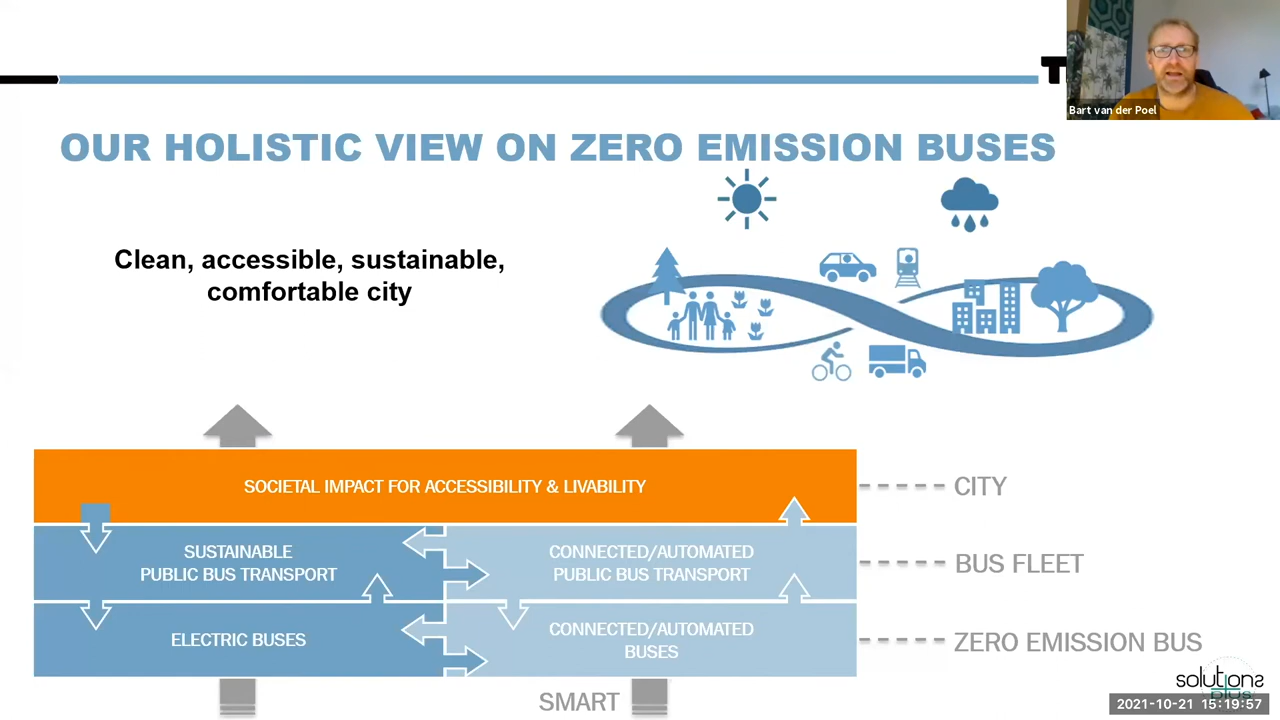 Bart van der Poel
OUR HOLISTIC VIEW ON ZERO EMISSION BUSES
Clean, accessible, sustainable,
comfortable city
SOCIETAL IMPACT FOR ACCESSIBILITY & LIVABILITY
CITY
SUSTAINABLE
PUBLIC BUS TRANSPORT
CONNECTED/AUTOMATED
PUBLIC BUS TRANSPORT
BUS FLEET
ELECTRIC BUSES
CONNECTED/AUTOMATED
BUSES
ZERO EMISSION BUS
SMART
solutions
plus
2021-10-21 15:19:57